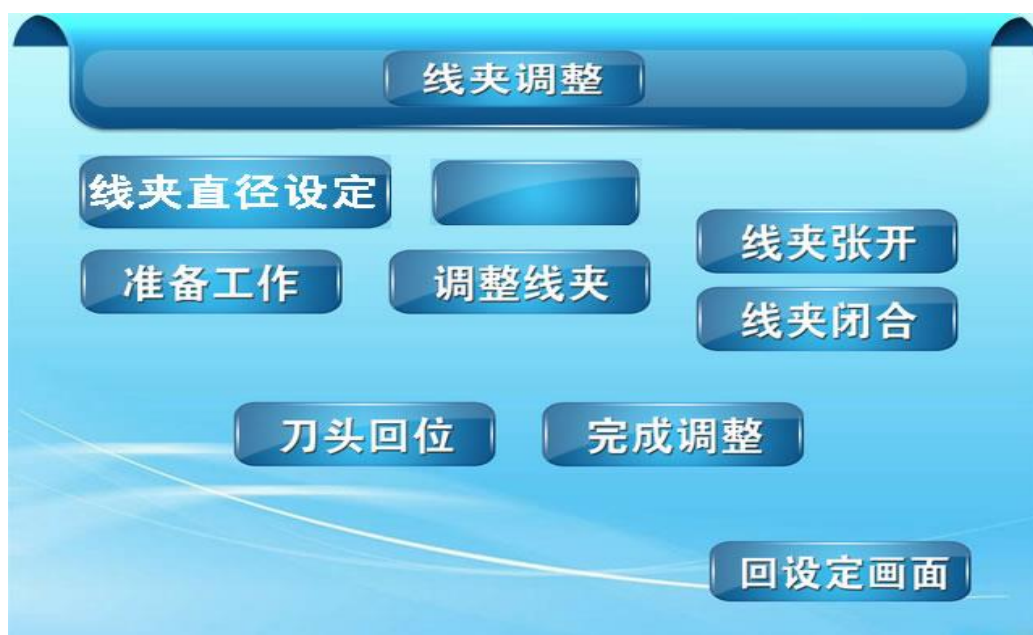 线夹调整
线夹直径设定
线夹张开
准备工作
调整线夹
线夹闭合
刀头回位
完成调整
回设定画面